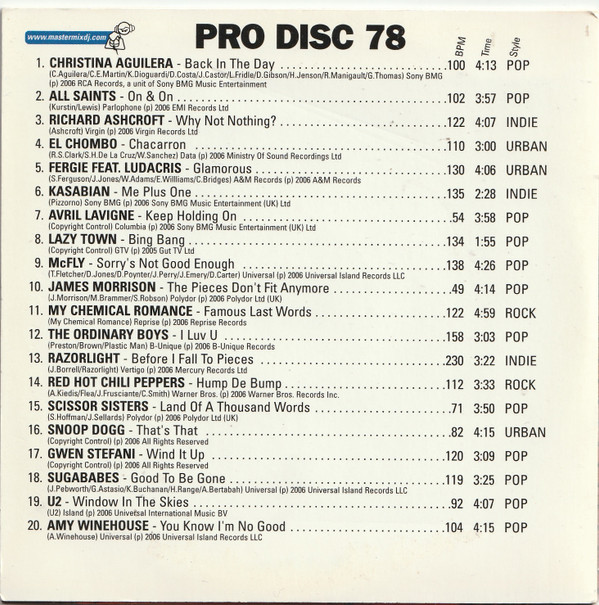 www.mastermixdj.com
PRO DISC 78
BPM Time Style
1. CHRISTINA AGUILERA - Back In The Day 100 4:13 POP
(C.Aguilera/C.E.Martin/K.Dioguardi/D.Costa/J.Castor/L.Fridle/D.Gibson/H.Jenson/R.Manigault/G.Thomas) Sony BMG
(p) 2006 RCA Records, a unit of Sony BMG Music Entertainment
2. ALL SAINTS - On & On 102 3:57 POP
(Kurstin/Lewis) Parlophone (p) 2006 EMI Records Ltd
3. RICHARD ASHCROFT - Why Not Nothing? 122 4:07 INDIE
(Ashcroft) Virgin (p) 2006 Virgin Records Ltd
4. EL CHOMBO - Chacarron 110 3:00 URBAN
(R.S.Clark/S.H.De La Cruz/W.Sanchez) Data (p) 2006 Ministry Of Sound Recordings Ltd
5. FERGIE FEAT. LUDACRIS - Glamorous 130 4:06 URBAN
(S.Ferguson/J.Jones/W.Adams/E.Williams/C.Bridges) A&M Records (p) 2006 A&M Records
6. KASABIAN - Me Plus One 135 2:28 INDIE
(Pizzorno) Sony BMG (p) 2006 Sony BMG Music Entertainment (UK) Ltd
7. AVRIL LAVIGNE - Keep Holding On .54 3:58 POP
(Copyright Control) Columbia (p) 2006 Sony BMG Music Entertainment (UK) Ltd
8. LAZY TOWN - Bing Bang 134 1:55 POP
(Copyright Control) GTV (p) 2005 Gut TV Ltd
9. McFLY - Sorry's Not Good Enough 138 4:26 POP
(T.Fletcher/D.Jones/D.Poynter/J.Perry/J.Emery/D.Carter) Universal (p) 2006 Universal Island Records LLC
10. JAMES MORRISON - The Pieces Don't Fit Anymore .49 4:14 POP
(J.Morrison/M.Brammer/S.Robson) Polydor (p) 2006 Polydor Ltd (UK)
11. MY CHEMICAL ROMANCE - Famous Last Words 122 4:59 ROCK
(My Chemical Romance) Reprise (p) 2006 Reprise Records
12. THE ORDINARY BOYS - I Luv U 158 3:03 POP
(Preston/Brown/Plastic Man) B-Unique (p) 2006 B-Unique Records
13. RAZORLIGHT - Before I Fall To Pieces 230 3:22 INDIE
(J.Borrell/Razorlight) Vertigo (p) 2006 Mercury Records Ltd
14. RED HOT CHILI PEPPERS - Hump De Bump 112 3:33 ROCK
(A.Kiedis/Flea/J.Frusciante/C.Smith) Warner Bros. (p) 2006 Warner Bros. Records Inc.
15. SCISSOR SISTERS - Land Of A Thousand Words .71 3:50 POP
(S.Hoffman/J.Sellards) Polydor (p) 2006 Polydor Ltd (UK)
16. SNOOP DOGG - That's That .82 4:15 URBAN
(Copyright Control) (p) 2006 All Rights Reserved
17. GWEN STEFANI - Wind It Up 120 3:09 POP
(Copyright Control) (p) 2006 All Rights Reserved
18. SUGABABES - Good To Be Gone 119 3:25 POP
(J.Pebworth/G.Astasio/K.Buchanan/H.Range/A.Bertabah) Universal (p) 2006 Universal Island Records LLC
19. U2 - Window In The Skies .92 4:07 POP
(U2) Island (p) 2006 Universal International Music BV
20. AMY WINEHOUSE - You Know I'm No Good 104 4:15 POP
(A.Winehouse) Universal (p) 2006 Universal Island Records LLC